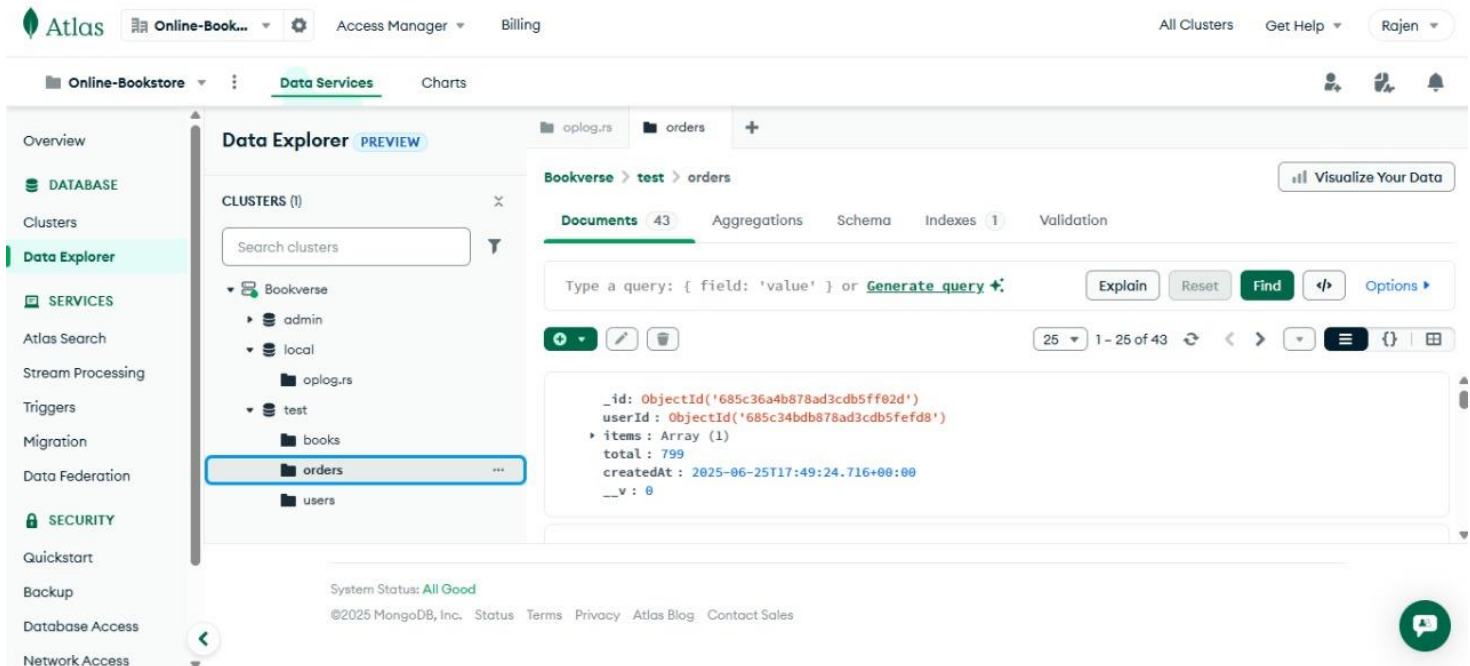 Atlas Online-Book... Access Manager Billing All Clusters Get Help Rajen
Online-Bookstore Data Services Charts
Overview
DATABASE
Clusters
Data Explorer
SERVICES
Atlas Search
Stream Processing
Triggers
Migration
Data Federation
SECURITY
Quickstart
Backup
Database Access
Network Access
Data Explorer PREVIEW
CLUSTERS (1)
Search clusters
Bookverse
admin
local
oplog.rs
test
books
orders
users
oplog.rs orders
Bookverse > test > orders Visualize Your Data
Documents 43 Aggregations Schema Indexes 1 Validation
Type a query: { field: 'value' } or Generate query Explain Reset Find </> Options
25 1 – 25 of 43 {}
_id: ObjectId('685c36a4b878ad3cdb5ff02d')
userId : ObjectId('685c34bdb878ad3cdb5fefd8')
items : Array (1)
total : 799
createdAt : 2025-06-25T17:49:24.716+00:00
__v : 0
System Status: All Good
©2025 MongoDB, Inc. Status Terms Privacy Atlas Blog Contact Sales